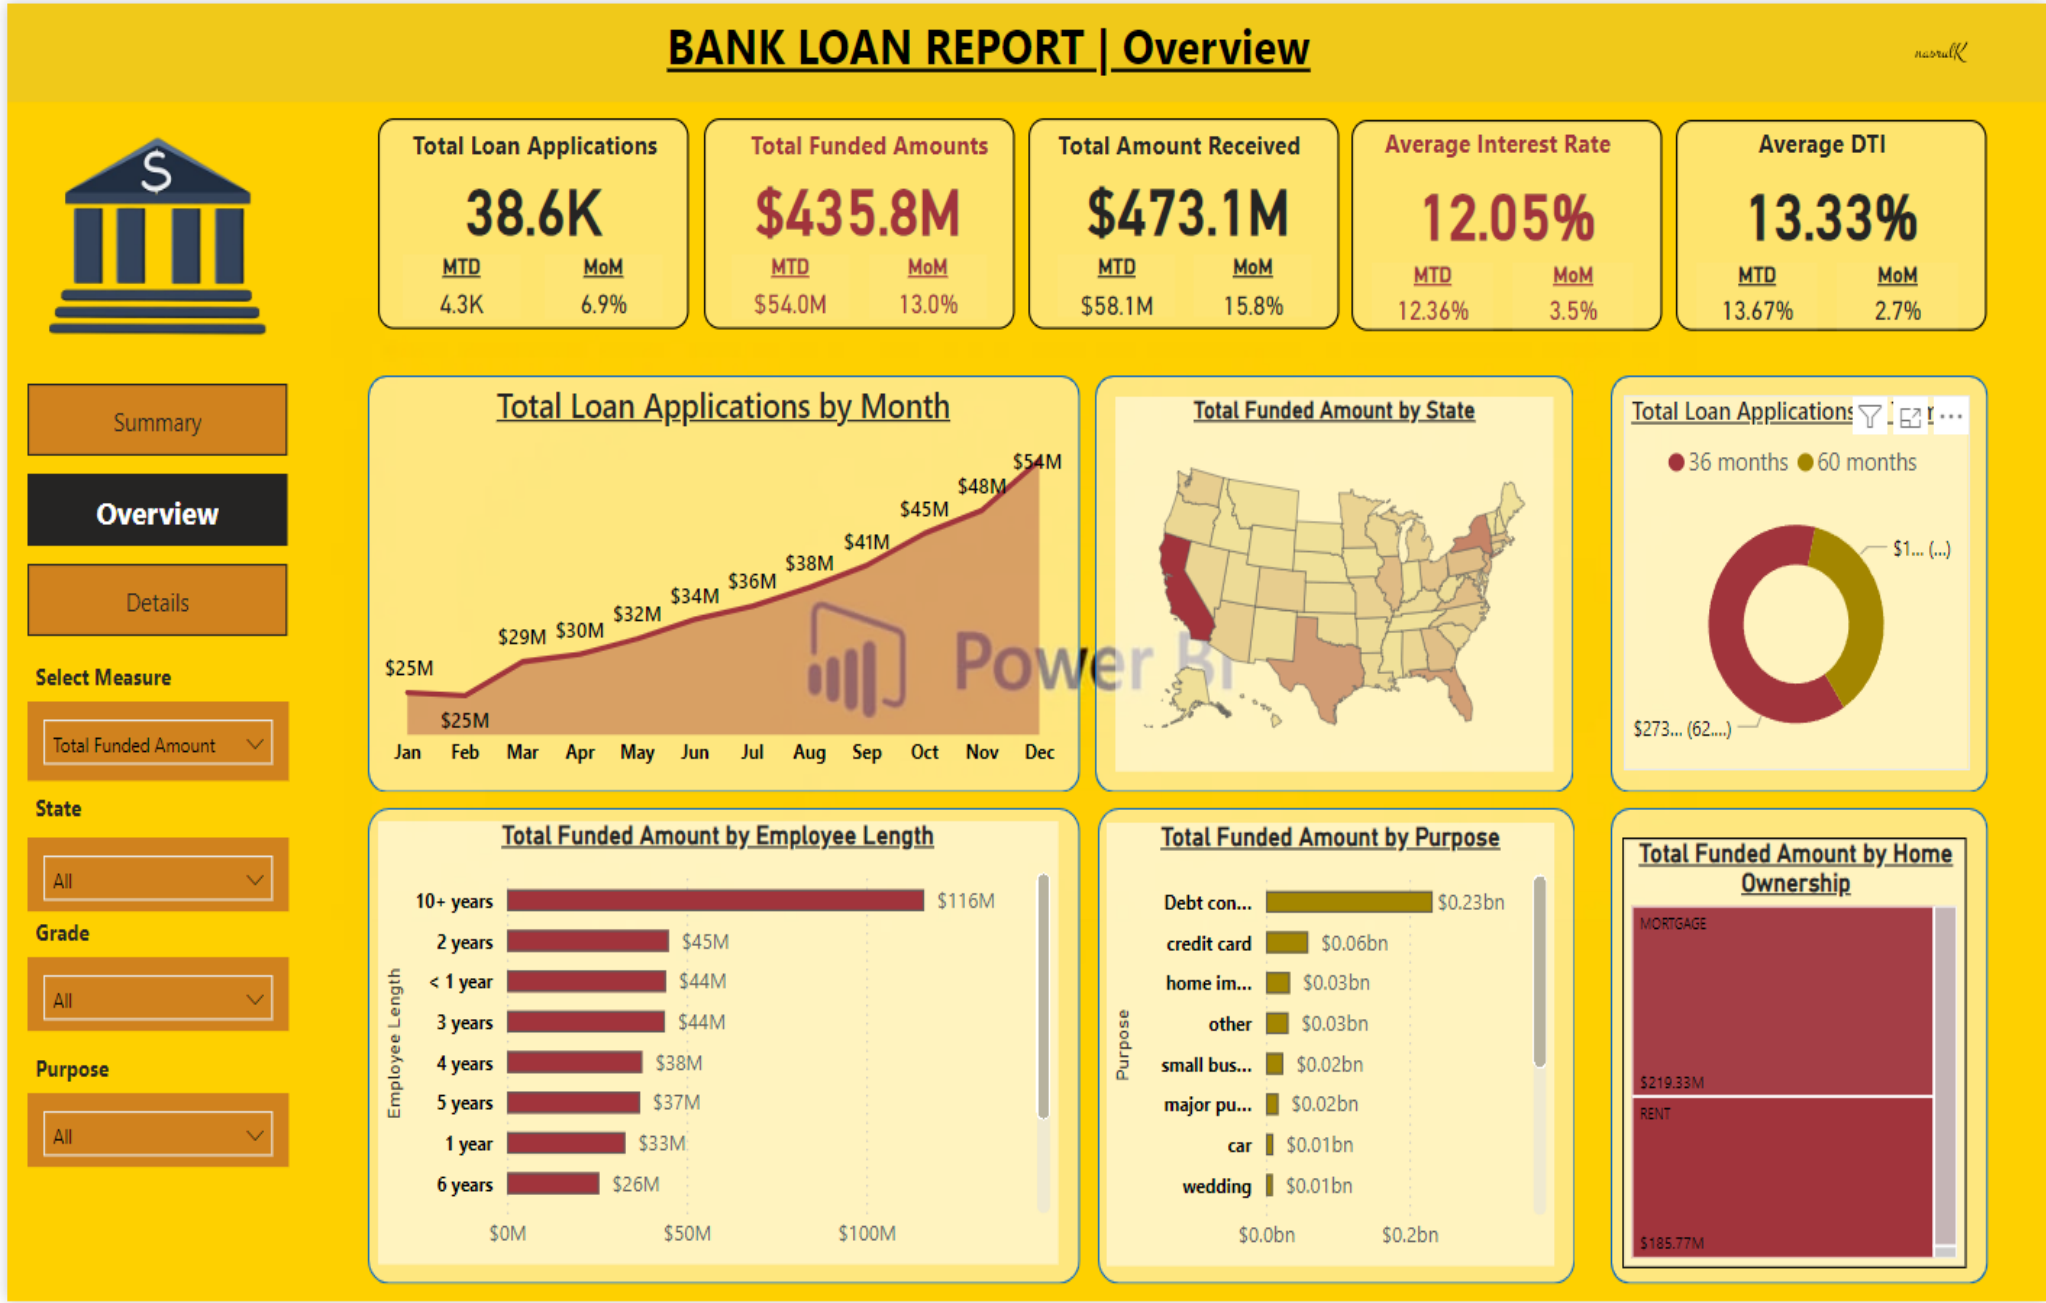 BANK LOAN REPORT | Overview
nasrulK
$
Total Loan Applications
38.6K
MTD MoM
4.3K 6.9%
Total Funded Amounts
$435.8M
MTD MoM
$54.0M 13.0%
Total Amount Received
$473.1M
MTD MoM
$58.1M 15.8%
Average Interest Rate
12.05%
MTD MoM
12.36% 3.5%
Average DTI
13.33%
MTD MoM
13.67% 2.7%
Summary
Overview
Details
Select Measure
Total Funded Amount
State
All
Grade
All
Purpose
All
Total Loan Applications by Month
$25M
$25M
$29M
$30M
$32M
$34M
$36M
$38M
$41M
$45M
$48M
$54M
Jan Feb Mar Apr May Jun Jul Aug Sep Oct Nov Dec
Power BI
Total Funded Amount by State
Total Loan Applications
36 months 60 months
$1... (...)
$273... (62....)
Total Funded Amount by Employee Length
Employee Length
10+ years $116M
2 years $45M
< 1 year $44M
3 years $44M
4 years $38M
5 years $37M
1 year $33M
6 years $26M
$0M $50M $100M
Total Funded Amount by Purpose
Purpose
Debt con... $0.23bn
credit card $0.06bn
home im... $0.03bn
other $0.03bn
small bus... $0.02bn
major pu... $0.02bn
car $0.01bn
wedding $0.01bn
$0.0bn $0.2bn
Total Funded Amount by Home
Ownership
MORTGAGE
$219.33M
RENT
$185.77M